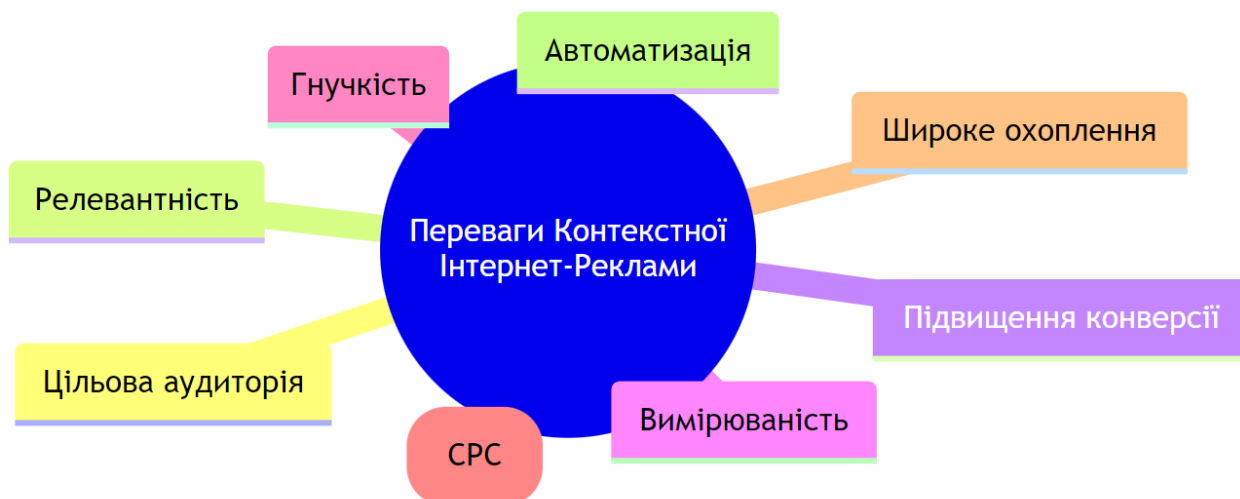 Автоматизація
Гнучкість
Широке охоплення
Релевантність
Переваги Контекстної
Інтернет-Реклами
Підвищення конверсії
Цільова аудиторія
Вимірюваність
CPC